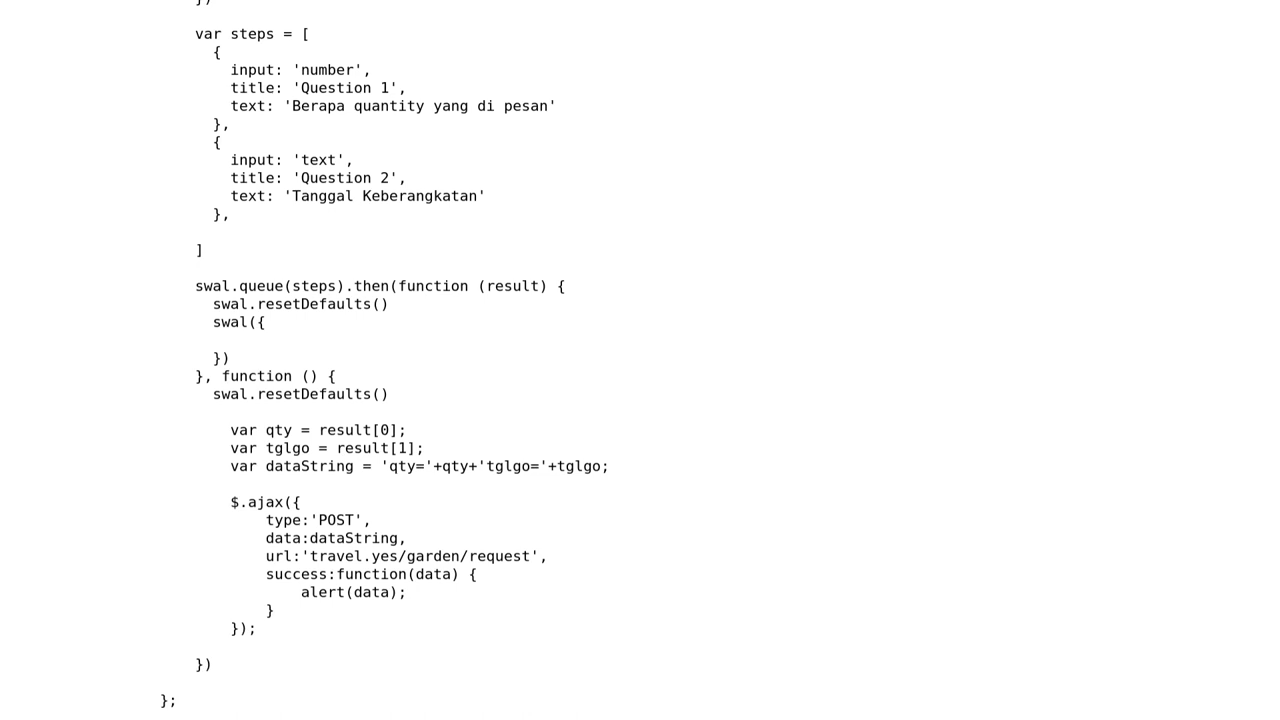 })
var steps = [
{
input: 'number',
title: 'Question 1',
text: 'Berapa quantity yang di pesan'
},
{
input: 'text',
title: 'Question 2',
text: 'Tanggal Keberangkatan'
},
]
swal.queue(steps).then(function (result) {
swal.resetDefaults()
swal({
})
}, function () {
swal.resetDefaults()
var qty = result[0];
var tglgo = result[1];
var dataString = 'qty='+qty+'tglgo='+tglgo;
$.ajax({
type:'POST',
data:dataString,
url:'travel.yes/garden/request',
success:function(data) {
alert(data);
}
});
})
};